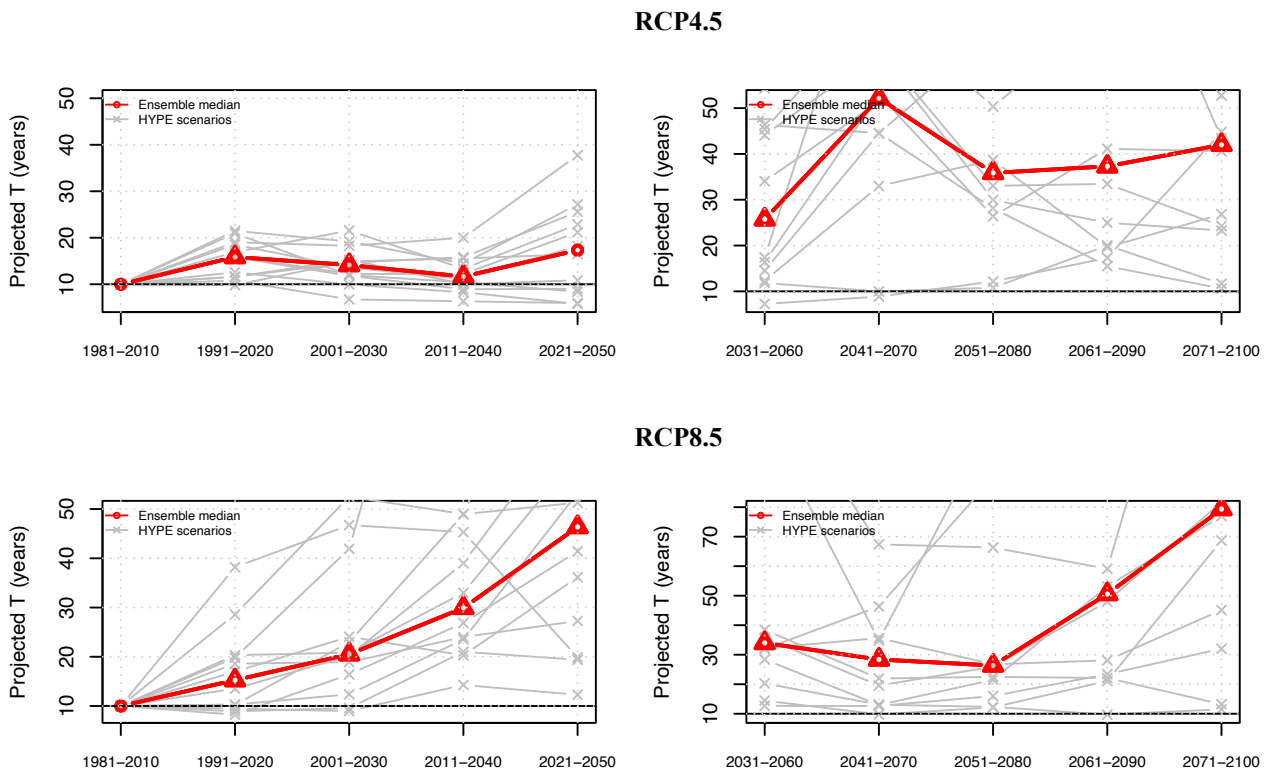 RCP4.5
Projected T (years)
50
40
30
20
10
Ensemble median
HYPE scenarios
1981−2010 1991−2020 2001−2030 2011−2040 2021−2050
Projected T (years)
50
40
30
20
10
Ensemble median
HYPE scenarios
2031−2060 2041−2070 2051−2080 2061−2090 2071−2100
RCP8.5
Projected T (years)
50
40
30
20
10
Ensemble median
HYPE scenarios
1981−2010 1991−2020 2001−2030 2011−2040 2021−2050
Projected T (years)
70
50
30
10
Ensemble median
HYPE scenarios
2031−2060 2041−2070 2051−2080 2061−2090 2071−2100